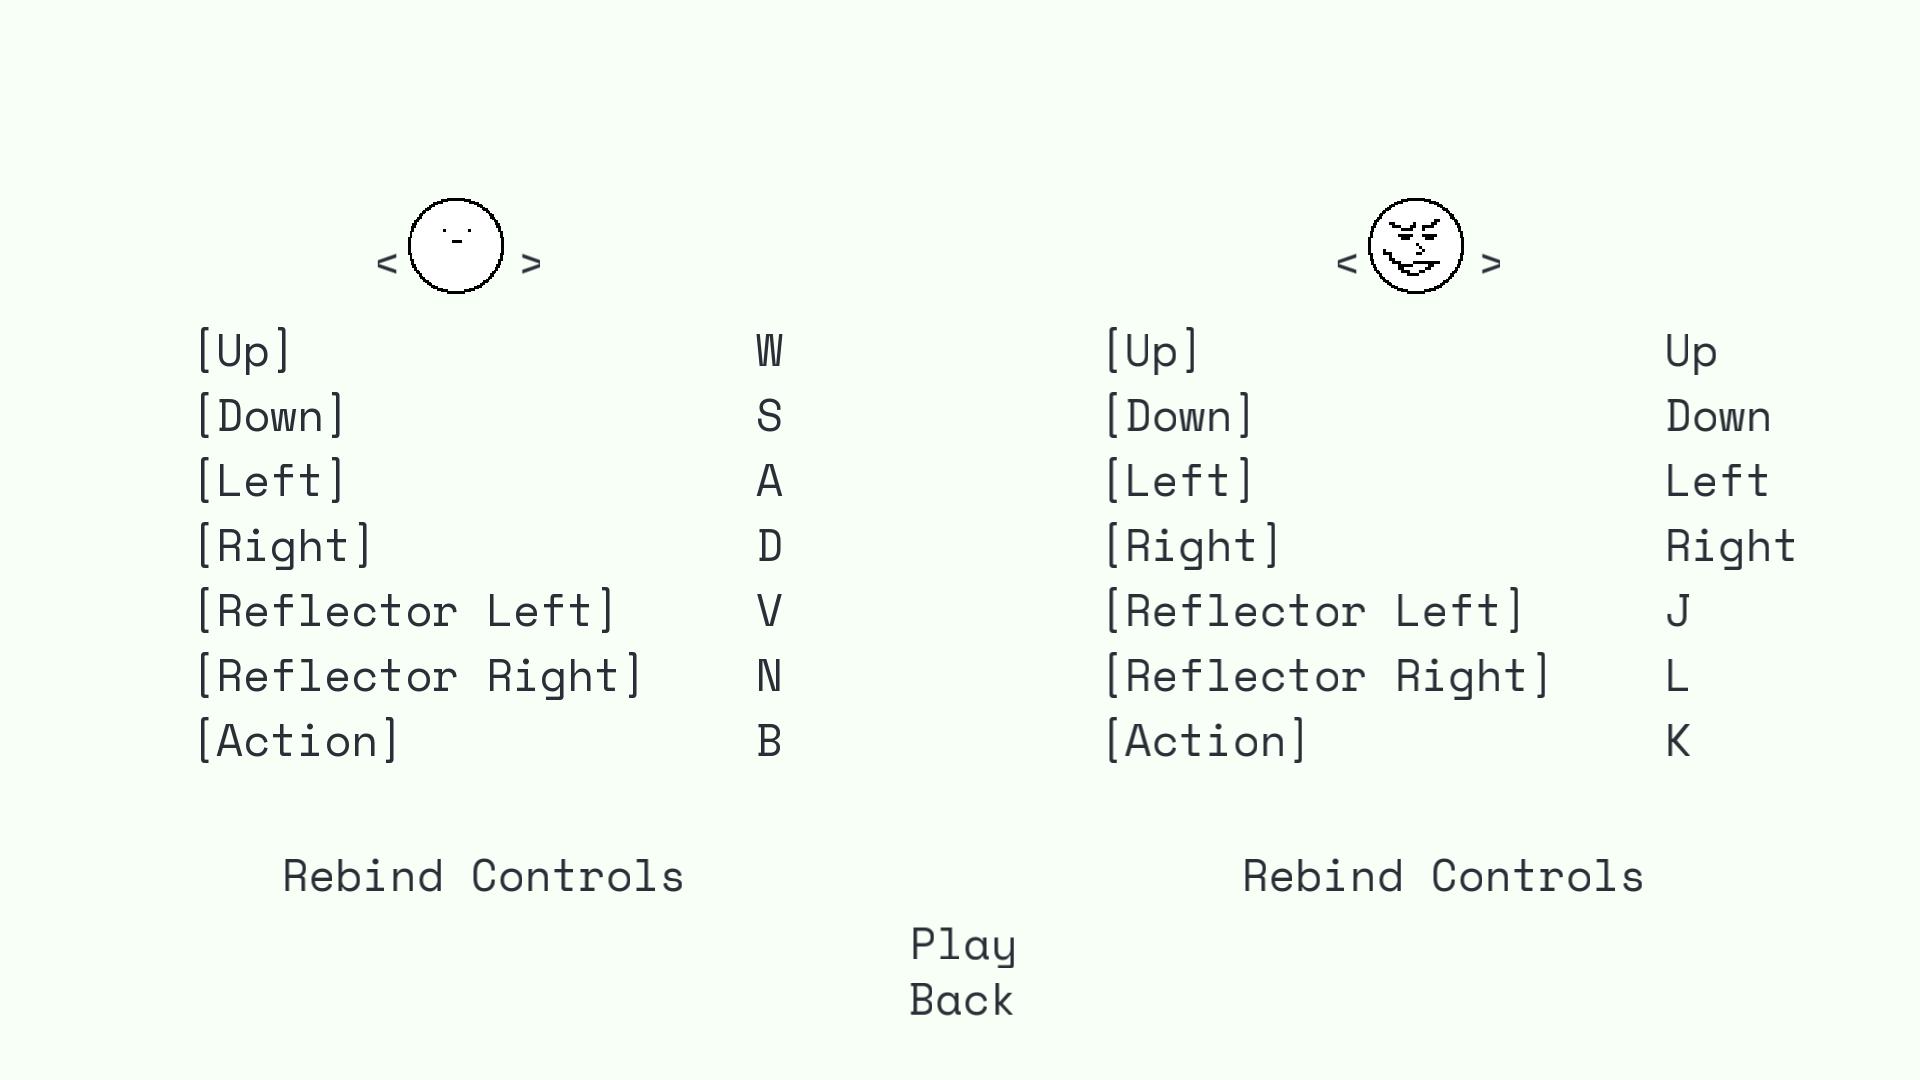 < >
[Up] W
[Down] S
[Left] A
[Right] D
[Reflector Left] V
[Reflector Right] N
[Action] B
Rebind Controls
< >
[Up] Up
[Down] Down
[Left] Left
[Right] Right
[Reflector Left] J
[Reflector Right] L
[Action] K
Rebind Controls
Play
Back